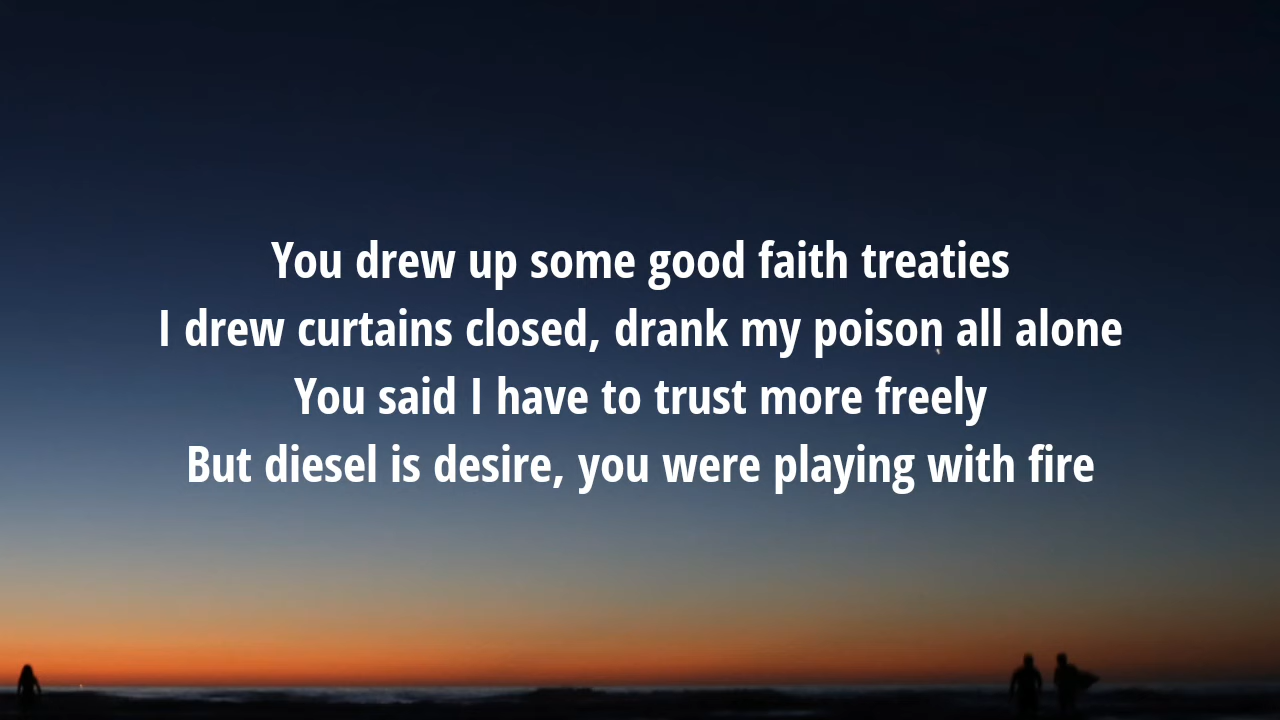 You drew up some good faith treaties
I drew curtains closed, drank my poison all alone
You said I have to trust more freely
But diesel is desire, you were playing with fire